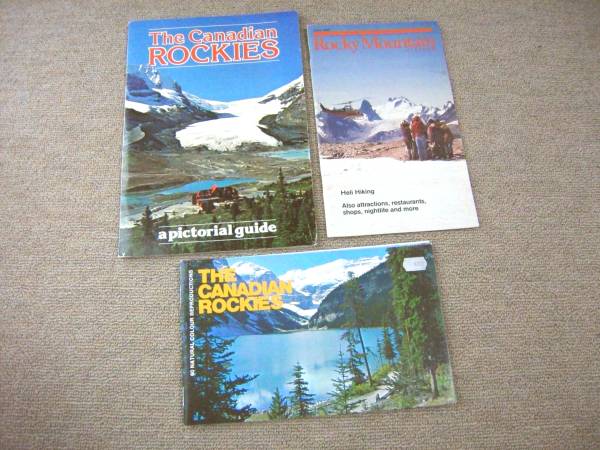 The Canadian
ROCKIES
a pictorial guide
Rocky Mountain
Heli Hiking
Also attractions, restaurants,
shops, nightlife and more
THE
CANADIAN
ROCKIES
60 NATURAL COLOUR REPRODUCTIONS